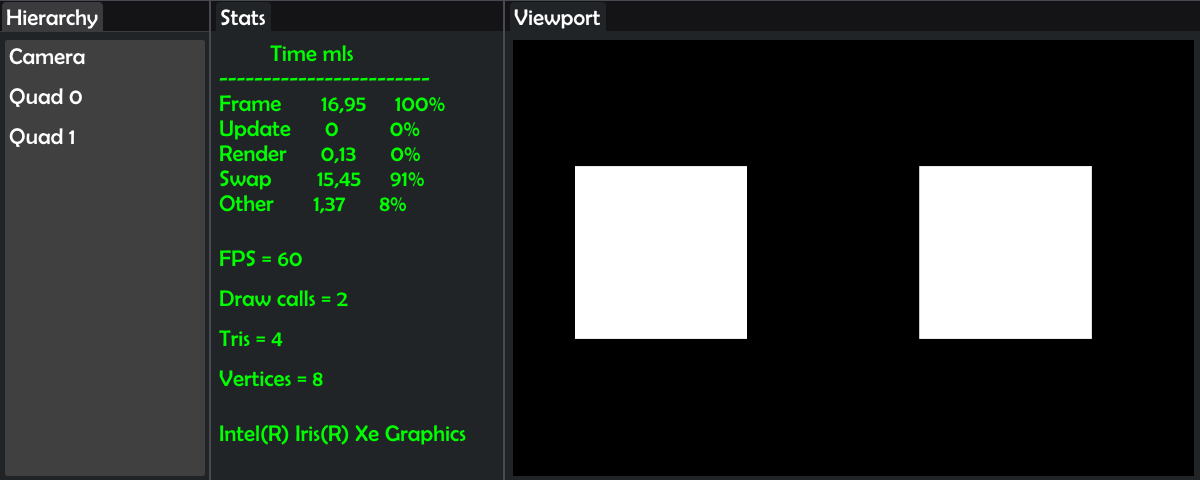 Hierarchy
Camera
Quad 0
Quad 1
Stats
Time mls
------------------------
Frame 16,95 100%
Update 0 0%
Render 0,13 0%
Swap 15,45 91%
Other 1,37 8%
FPS = 60
Draw calls = 2
Tris = 4
Vertices = 8
Intel(R) Iris(R) Xe Graphics
Viewport